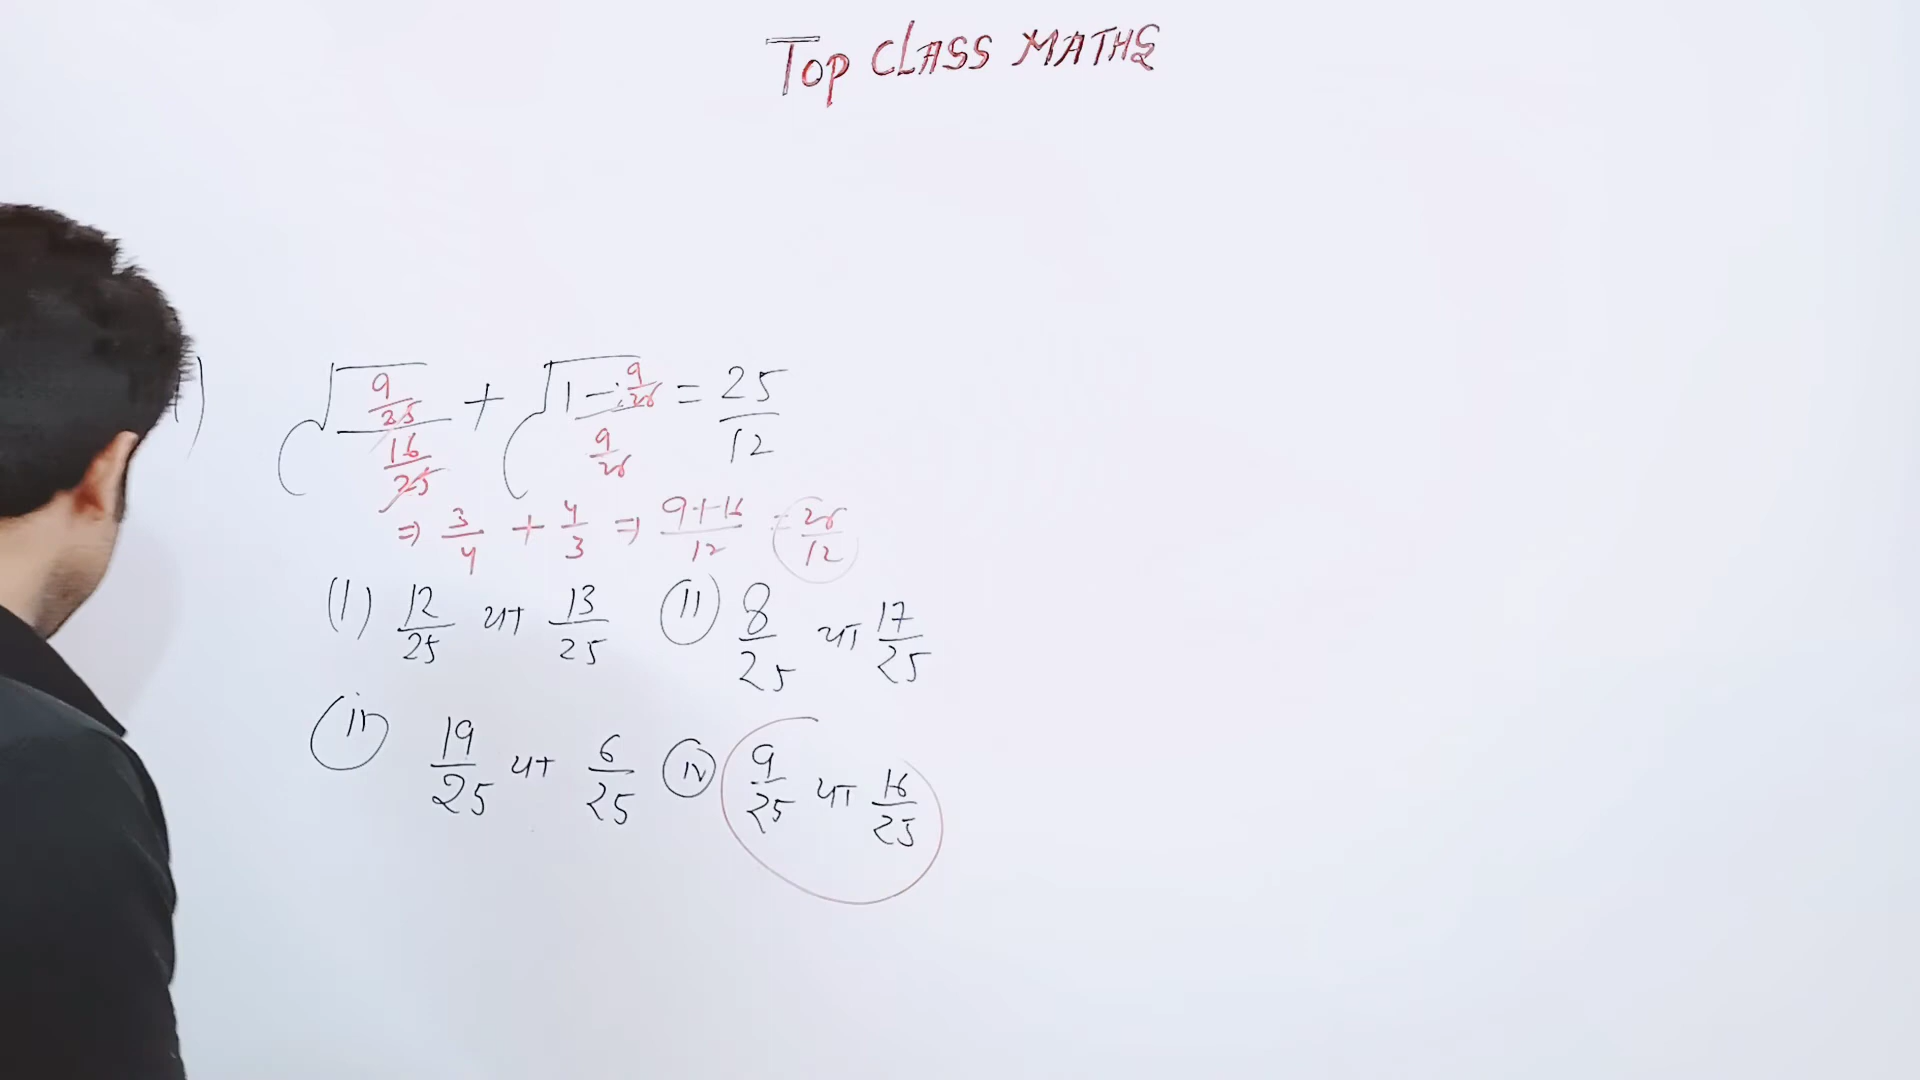 TOP CLASS MATHS
√((9/25)/(16/25)) + √((1-9/25)/(9/25)) = 25/12
⇒ 3/4 + 4/3 ⇒ 9+16/12 = 25/12
(I) 12/25 या 13/25 (II) 8/25 या 17/25
19/25 या 6/25 (iv) 9/25 या 16/25